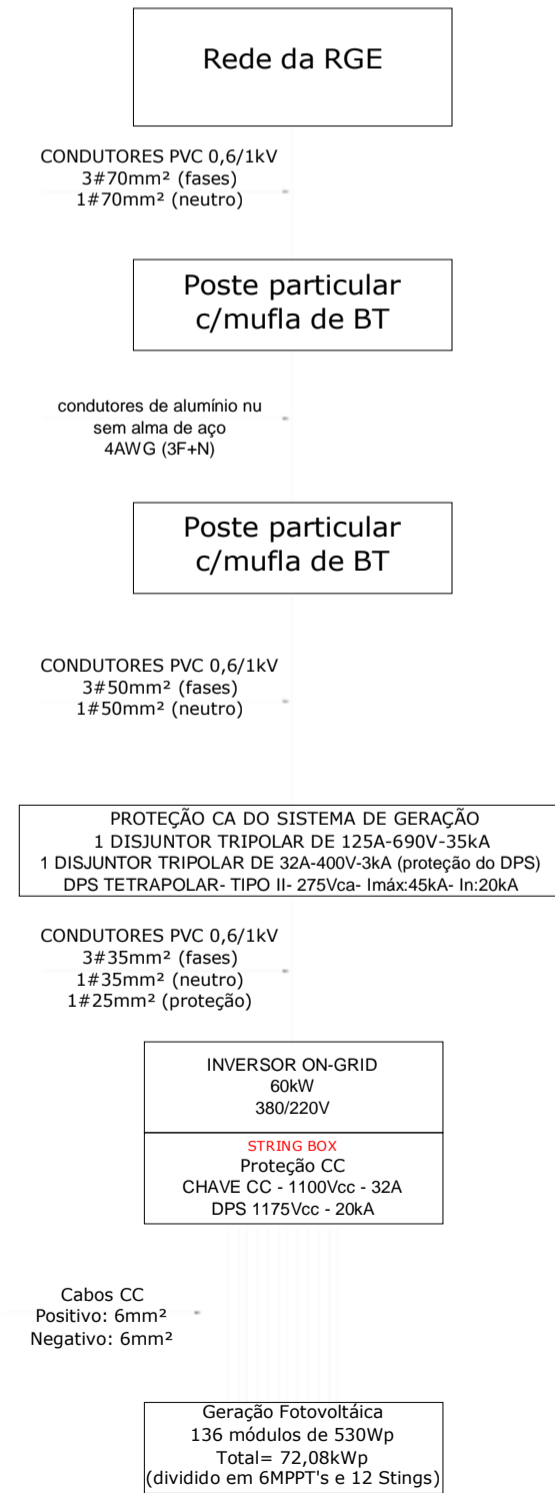 Rede da RGE
CONDUTORES PVC 0,6/1kV
3#70mm² (fases)
1#70mm² (neutro)
Poste particular
c/mufla de BT
condutores de alumínio nu
sem alma de aço
4AWG (3F+N)
Poste particular
c/mufla de BT
CONDUTORES PVC 0,6/1kV
3#50mm² (fases)
1#50mm² (neutro)
PROTEÇÃO CA DO SISTEMA DE GERAÇÃO
1 DISJUNTOR TRIPOLAR DE 125A-690V-35kA
1 DISJUNTOR TRIPOLAR DE 32A-400V-3kA (proteção do DPS)
DPS TETRAPOLAR- TIPO II- 275Vca- Imáx:45kA- In:20kA
CONDUTORES PVC 0,6/1kV
3#35mm² (fases)
1#35mm² (neutro)
1#25mm² (proteção)
INVERSOR ON-GRID
60kW
380/220V
STRING BOX
Proteção CC
CHAVE CC - 1100Vcc - 32A
DPS 1175Vcc - 20kA
Cabos CC
Positivo: 6mm²
Negativo: 6mm²
Geração Fotovoltáica
136 módulos de 530Wp
Total= 72,08kWp
(dividido em 6MPPT's e 12 Stings)